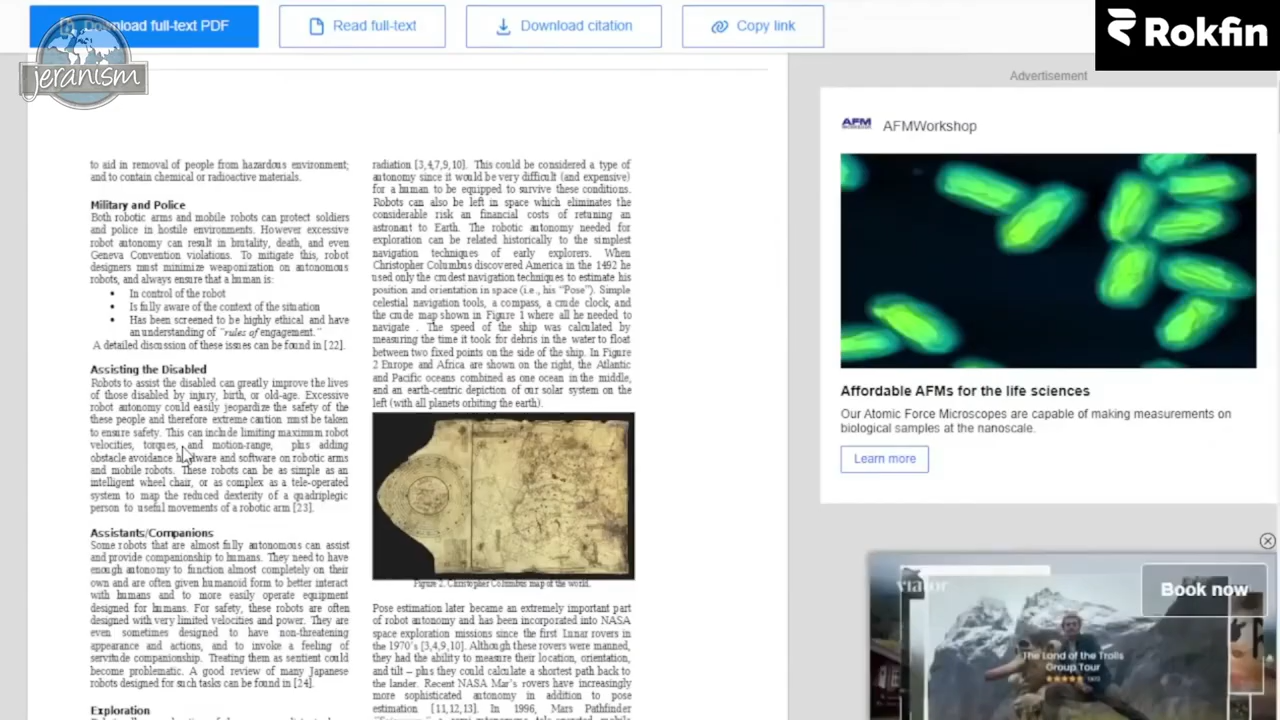 Download full-text PDF
Read full-text
Download citation
Copy link
Rokfin
jeranism
to aid in removal of people from hazardous environment;
and to contain chemical or radioactive materials.
Military and Police
Both robotic arms and mobile robots can protect soldiers
and police in hostile environments. However excessive
robot autonomy can result in brutality, death, and even
Geneva Convention violations. To mitigate this, robot
designers must minimize weaponization on autonomous
robots, and always ensure that a human is:
• In control of the robot
• Is fully aware of the context of the situation
• Has been screened to be highly ethical and have
an understanding of "rules of engagement."
A detailed discussion of these issues can be found in [22].
Assisting the Disabled
Robots to assist the disabled can greatly improve the lives
of those disabled by injury, birth, or old-age. Excessive
robot autonomy could easily jeopardize the safety of the
these people and therefore extreme caution must be taken
to ensure safety. This can include limiting maximum robot
velocities, torques, and motion-range, plus adding
obstacle avoidance hardware and software on robotic arms
and mobile robots. These robots can be as simple as an
intelligent wheel chair, or as complex as a tele-operated
system to map the reduced dexterity of a quadriplegic
person to useful movements of a robotic arm [23].
Assistants/Companions
Some robots that are almost fully autonomous can assist
and provide companionship to humans. They need to have
enough autonomy to function almost completely on their
own and are often given humanoid form to better interact
with humans and to more easily operate equipment
designed for humans. For safety, these robots are often
designed with very limited velocities and power. They are
even sometimes designed to have non-threatening
appearance and actions, and to invoke a feeling of
servitude companionship. Treating them as sentient could
become problematic. A good review of many Japanese
robots designed for such tasks can be found in [24].
Exploration
radiation [3,4,7,9,10]. This could be considered a type of
autonomy since it would be very difficult (and expensive)
for a human to be equipped to survive these conditions.
Robots can also be left in space which eliminates the
considerable risk an financial costs of retuning an
astronaut to Earth. The robotic autonomy needed for
exploration can be related historically to the simplest
navigation techniques of early explorers. When
Christopher Columbus discovered America in the 1492 he
used only the crudest navigation techniques to estimate his
position and orientation in space (i.e., his "Pose"). Simple
celestial navigation tools, a compass, a crude clock, and
the crude map shown in Figure 1 where all he needed to
navigate . The speed of the ship was calculated by
measuring the time it took for debris in the water to float
between two fixed points on the side of the ship. In Figure
2 Europe and Africa are shown on the right, the Atlantic
and Pacific oceans combined as one ocean in the middle,
and an earth-centric depiction of our solar system on the
left (with all planets orbiting the earth).
Figure 2. Christopher Columbus map of the world.
Pose estimation later became an extremely important part
of robot autonomy and has been incorporated into NASA
space exploration missions since the first Lunar rovers in
the 1970's [3,4,9,10]. Although these rovers were manned,
they had the ability to measure their location, orientation,
and tilt – plus they could calculate a shortest path back to
the lander. Recent NASA Mar's rovers have increasingly
more sophisticated autonomy in addition to pose
estimation [11,12,13]. In 1996, Mars Pathfinder
Advertisement
AFM
AFMWorkshop
Affordable AFMs for the life sciences
Our Atomic Force Microscopes are capable of making measurements on
biological samples at the nanoscale.
Learn more
viator
Book now
The Land of the Trolls
Group Tour